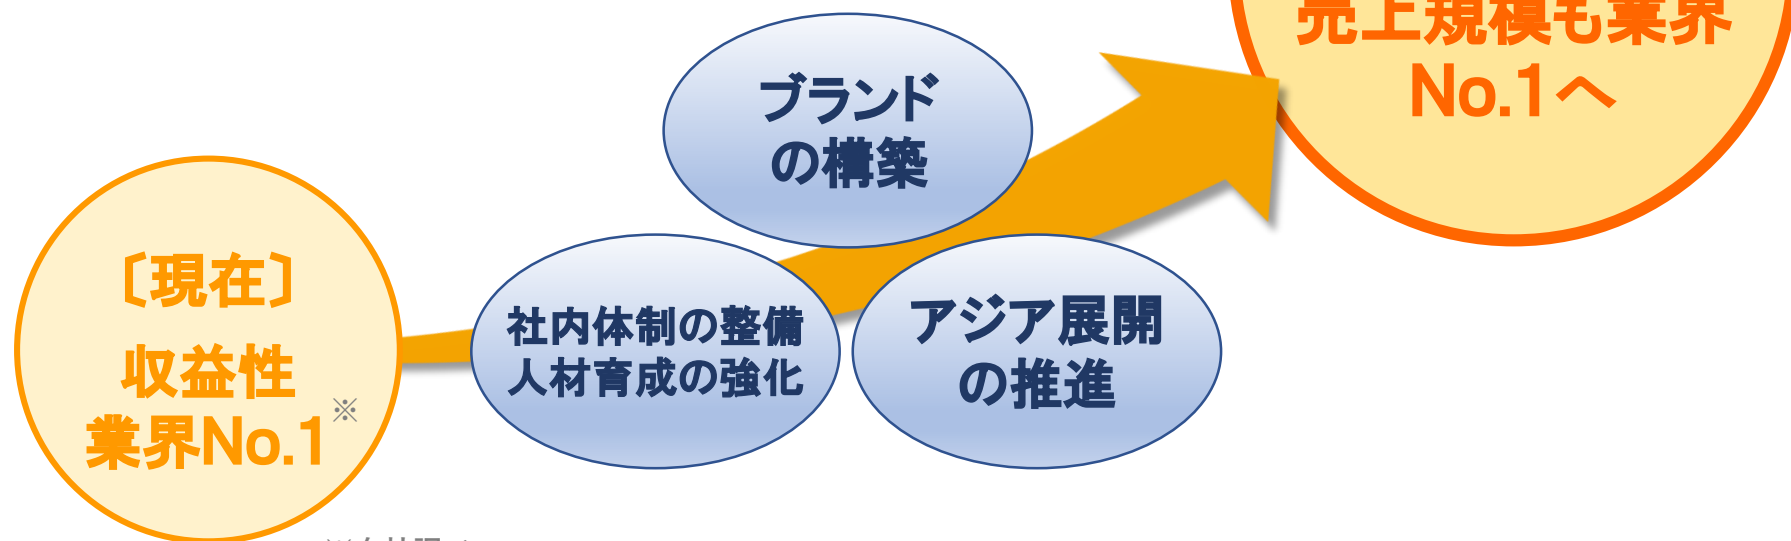 売上規模も業界
No.1へ
ブランド
の構築
〔現在〕
収益性
業界No.1※
社内体制の整備
人材育成の強化
アジア展開
の推進